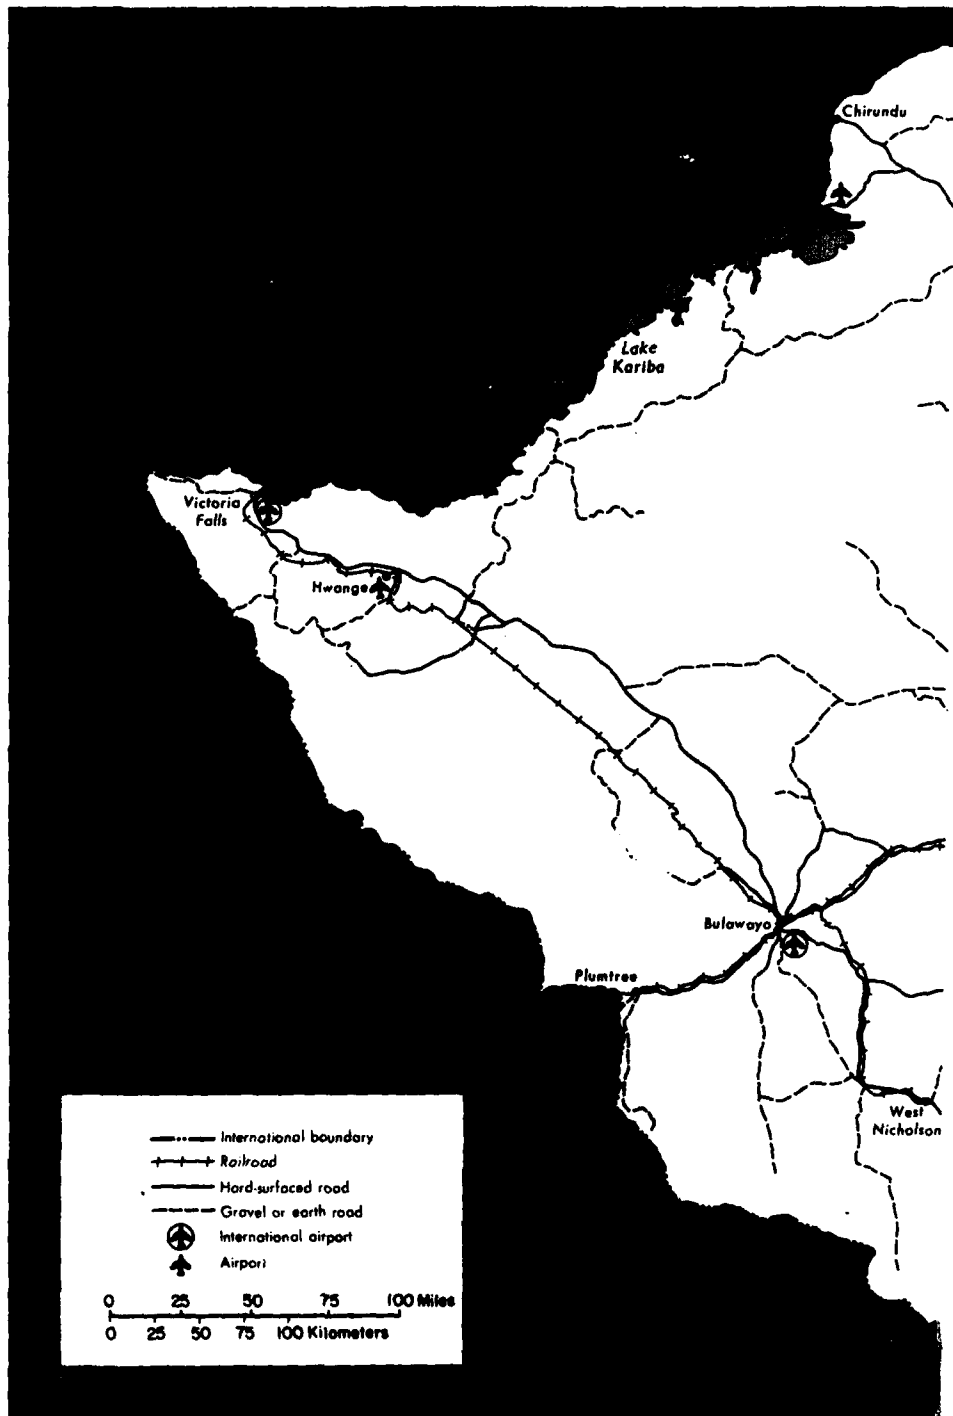 Chirundu
Lake
Kariba
Victoria
Falls
Hwange
Bulawayo
Plumtree
West
Nicholson
International boundary
Railroad
Hard-surfaced road
Gravel or earth road
International airport
Airport
0 25 50 75 100 Miles
0 25 50 75 100 Kilometers